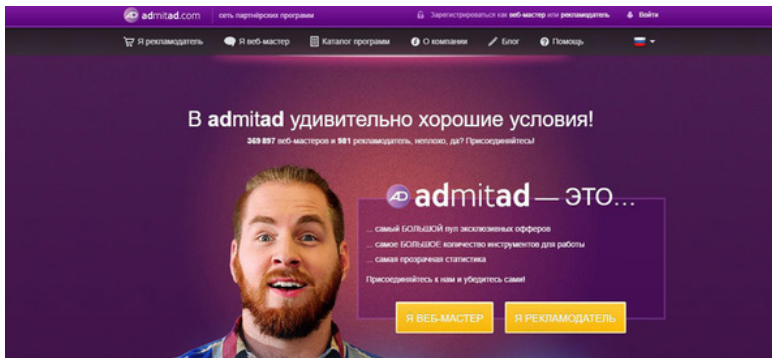 admitad.com сеть партнёрских программ Зарегистрироваться как веб-мастер или рекламодатель Войти
Я рекламодатель Я веб-мастер Каталог программ О компании Блог Помощь
В admitad удивительно хорошие условия!
369 897 веб-мастеров и 981 рекламодатель, неплохо, да? Присоединяйтесь!
admitad — ЭТО...
... самый БОЛЬШОЙ пул эксклюзивных офферов
... самое БОЛЬШОЕ количество инструментов для работы
... самая прозрачная статистика
Присоединяйтесь к нам и убедитесь сами!
Я ВЕБ-МАСТЕР Я РЕКЛАМОДАТЕЛЬ